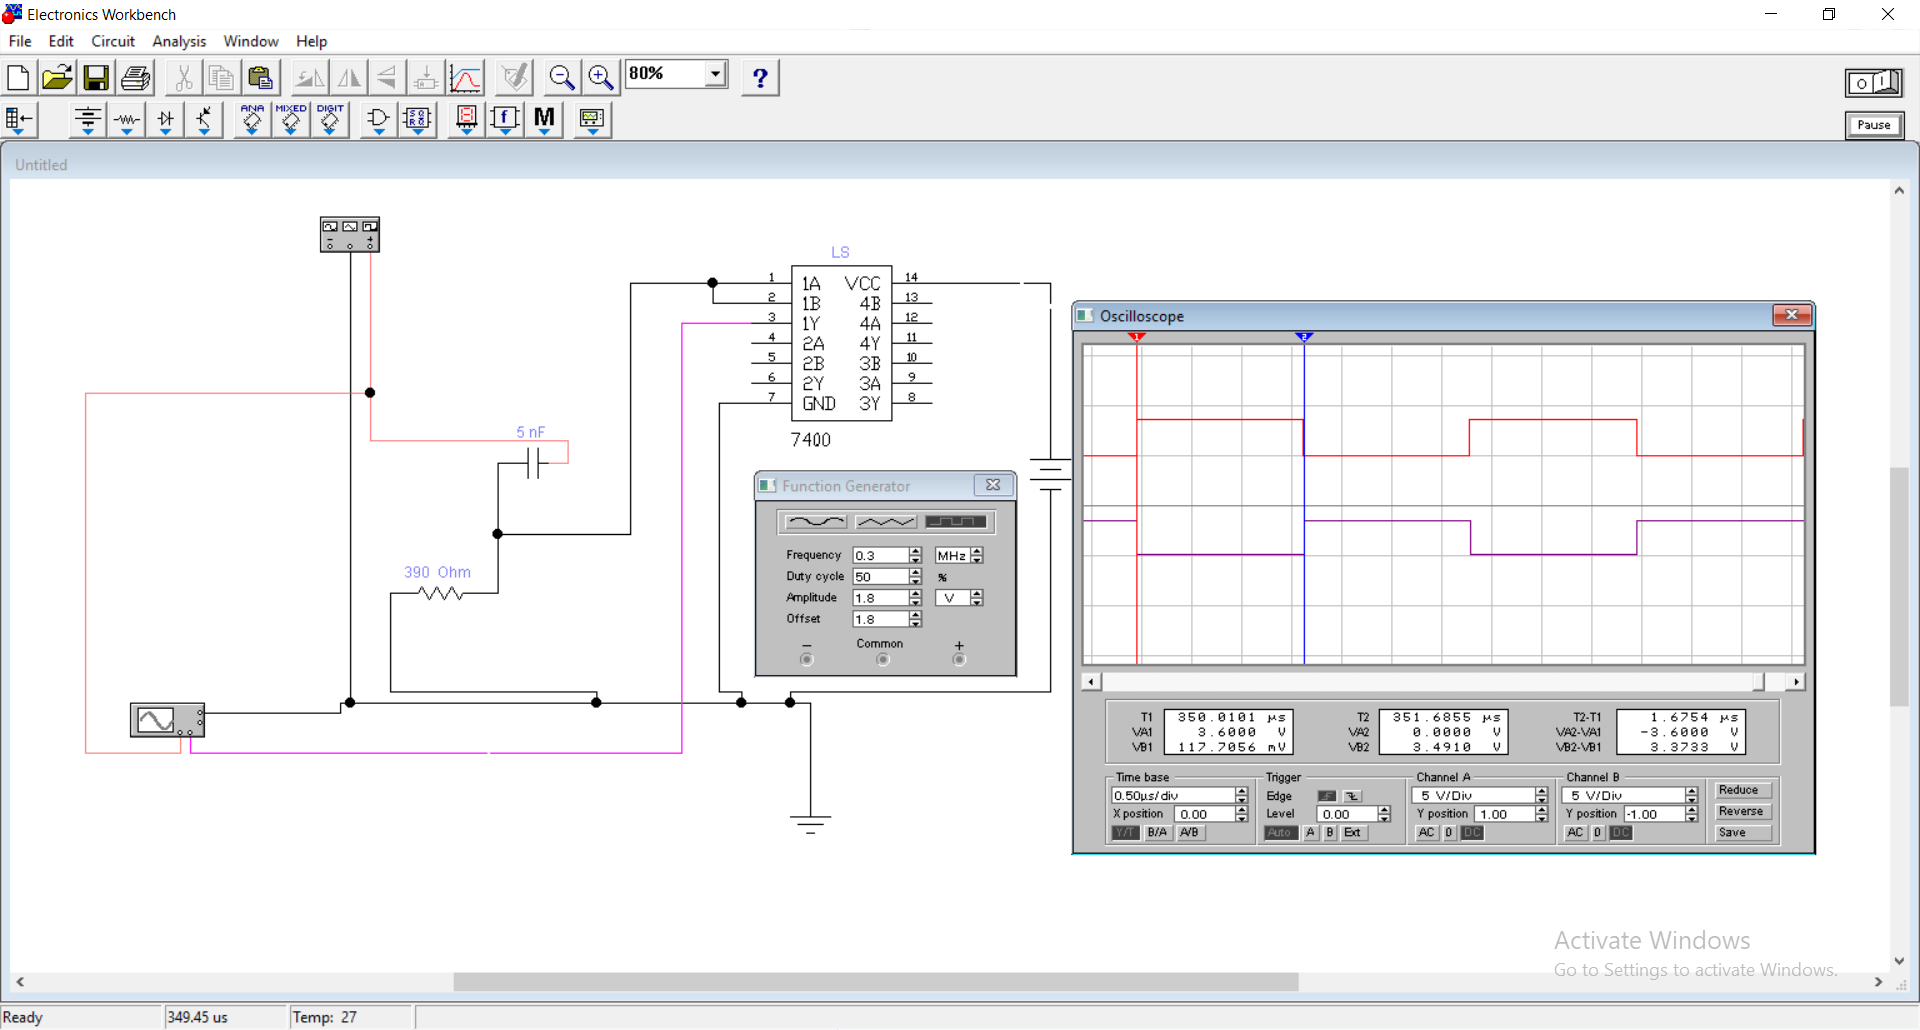 Electronics Workbench
File Edit Circuit Analysis Window Help
80%
?
ANA MIXED DIGIT
f M
Pause
Untitled
LS
1 1A VCC 14
2 1B 4B 13
3 1Y 4A 12
4 2A 4Y 11
5 2B 3B 10
6 2Y 3A 9
7 GND 3Y 8
7400
5 nF
390 Ohm
Function Generator
Frequency 0.3 MHz
Duty cycle 50 %
Amplitude 1.8 V
Offset 1.8
− Common +
Oscilloscope
1 2
T1 350.0101 µs
VA1 3.6000 V
VB1 117.7056 mV
T2 351.6855 µs
VA2 0.0000 V
VB2 3.4910 V
T2-T1 1.6754 µs
VA2-VA1 -3.6000 V
VB2-VB1 3.3733 V
Time base
0.50µs/div
X position 0.00
Y/T B/A A/B
Trigger
Edge
Level 0.00
Auto A B Ext
Channel A
5 V/Div
Y position 1.00
AC 0 DC
Channel B
5 V/Div
Y position -1.00
AC 0 DC
Reduce
Reverse
Save
Activate Windows
Go to Settings to activate Windows.
Ready 349.45 us Temp: 27